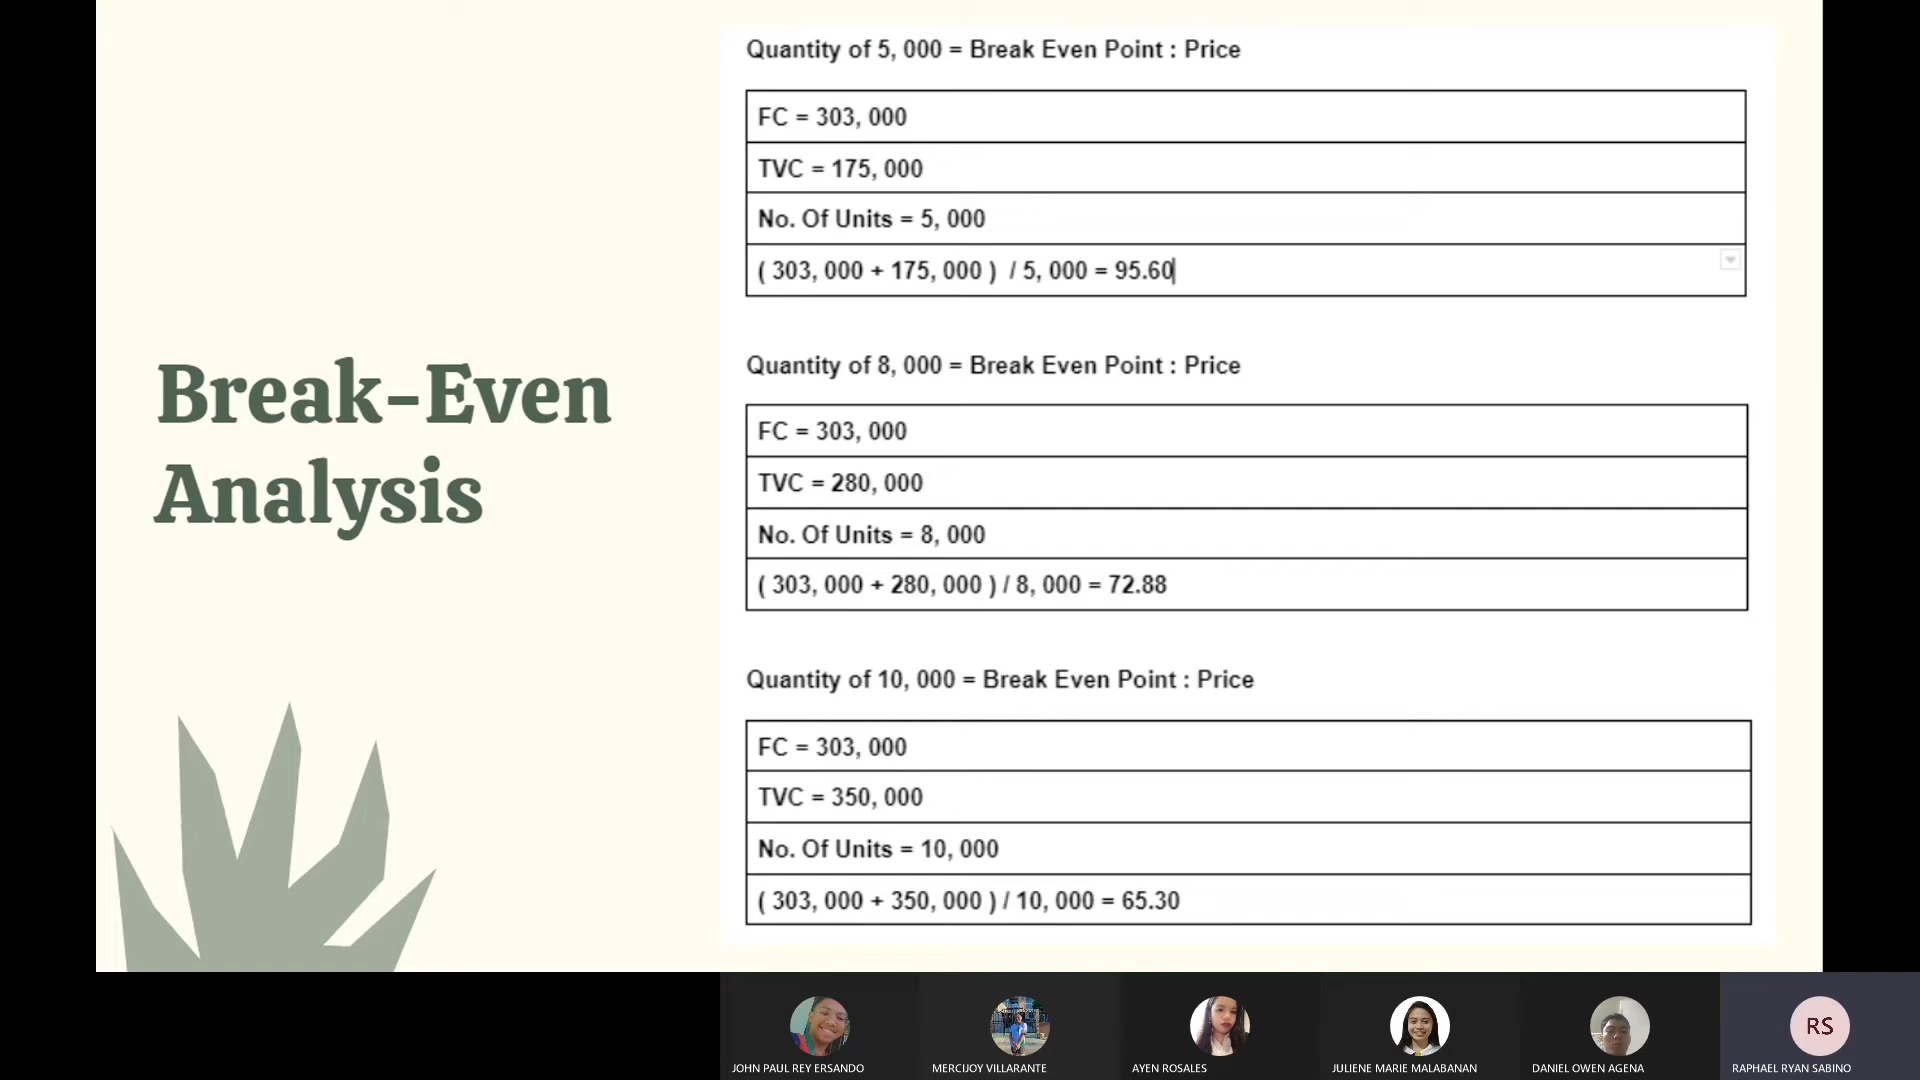 Break-Even
Analysis
Quantity of 5, 000 = Break Even Point : Price
FC = 303, 000
TVC = 175, 000
No. Of Units = 5, 000
( 303, 000 + 175, 000 ) / 5, 000 = 95.60
Quantity of 8, 000 = Break Even Point : Price
FC = 303, 000
TVC = 280, 000
No. Of Units = 8, 000
( 303, 000 + 280, 000 ) / 8, 000 = 72.88
Quantity of 10, 000 = Break Even Point : Price
FC = 303, 000
TVC = 350, 000
No. Of Units = 10, 000
( 303, 000 + 350, 000 ) / 10, 000 = 65.30
RS
JOHN PAUL REY ERSANDO
MERCIJOY VILLARANTE
AYEN ROSALES
JULIENE MARIE MALABANAN
DANIEL OWEN AGENA
RAPHAEL RYAN SABINO